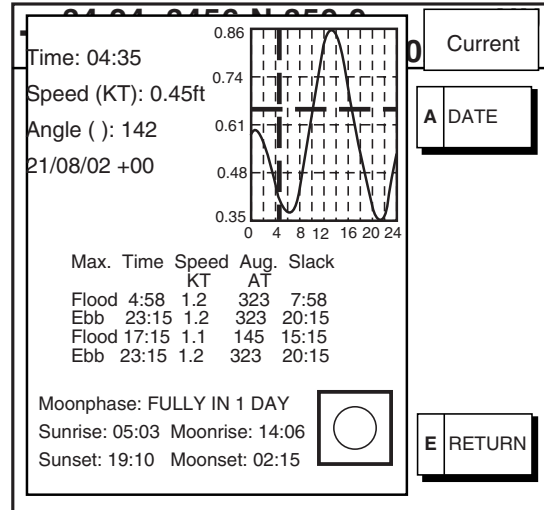 Time: 04:35
Speed (KT): 0.45ft
Angle ( ): 142
21/08/02 +00
0.86
0.74
0.61
0.48
0.35
0 4 8 12 16 20 24
Max. Time Speed Aug. Slack
KT AT
Flood 4:58 1.2 323 7:58
Ebb 23:15 1.2 323 20:15
Flood 17:15 1.1 145 15:15
Ebb 23:15 1.2 323 20:15
Moonphase: FULLY IN 1 DAY
Sunrise: 05:03 Moonrise: 14:06
Sunset: 19:10 Moonset: 02:15
Current
A DATE
E RETURN